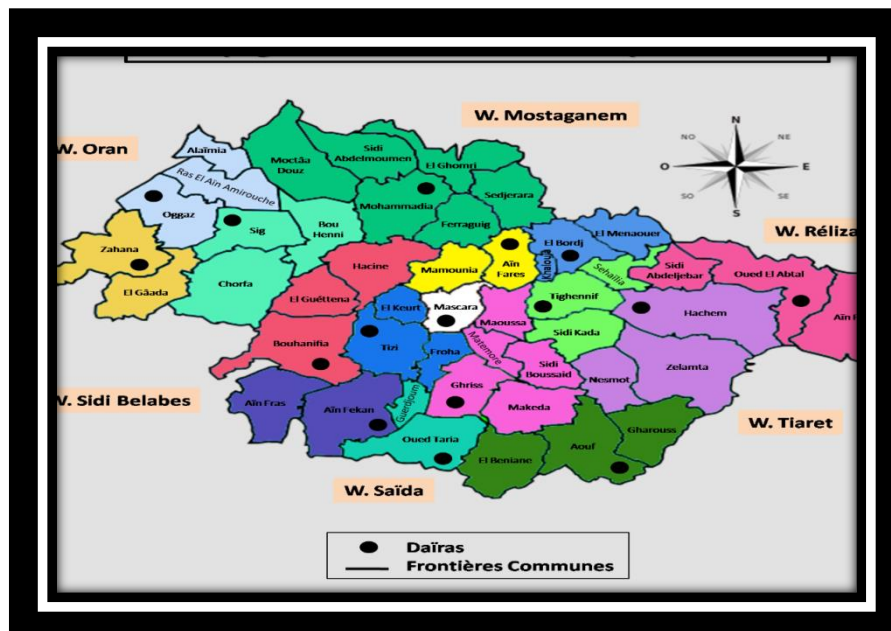 W. Mostaganem
W. Oran
Alaïmia
Moctâa
Douz
Sidi
Abdelmoumen
El Ghomri
N
NO
NE
O
E
SO
SE
S
Ras El Aïn Amirouche
Mohammadia
Sedjerara
Oggaz
Sig
Bou
Henni
Ferraguig
El Bordj
El Menaouer
W. Réliza
Zahana
Hacine
Mamounia
Aïn
Fares
Khalouia
Sehaïlia
Sidi
Abdeljebar
Oued El Abtal
El Gâada
Chorfa
El Guéttena
El Keurt
Mascara
Maoussa
Tighennif
Hachem
Aïn
Bouhanifia
Tizi
Froha
Matemore
Sidi Kada
Sidi
Boussaid
Nesmot
Zelamta
W. Sidi Belabes
Aïn Fras
Aïn Fekan
Guerdjoum
Ghriss
Makeda
W. Tiaret
Oued Taria
El Beniane
Aouf
Gharouss
W. Saïda
Daïras
Frontières Communes